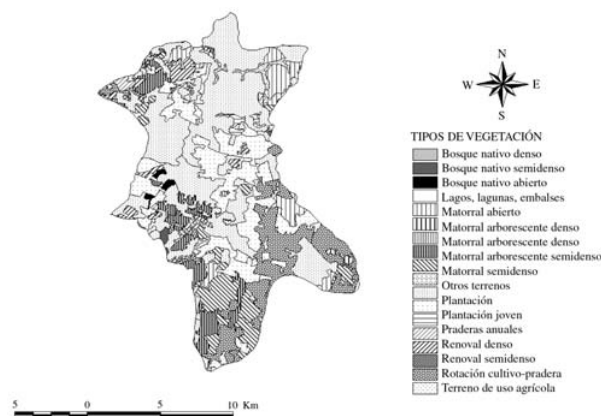 N
W E
S
TIPOS DE VEGETACIÓN
Bosque nativo denso
Bosque nativo semidenso
Bosque nativo abierto
Lagos, lagunas, embalses
Matorral abierto
Matorral arborescente denso
Matorral arborescente denso
Matorral arborescente semidenso
Matorral semidenso
Otros terrenos
Plantación
Plantación joven
Praderas anuales
Renoval denso
Renoval semidenso
Rotación cultivo-pradera
Terreno de uso agrícola
5 0 5 10 Km